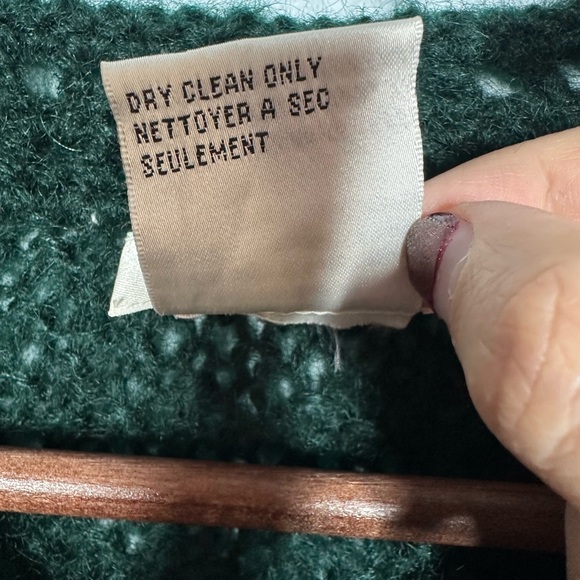 DRY CLEAN ONLY
NETTOYER A SEC
SEULEMENT